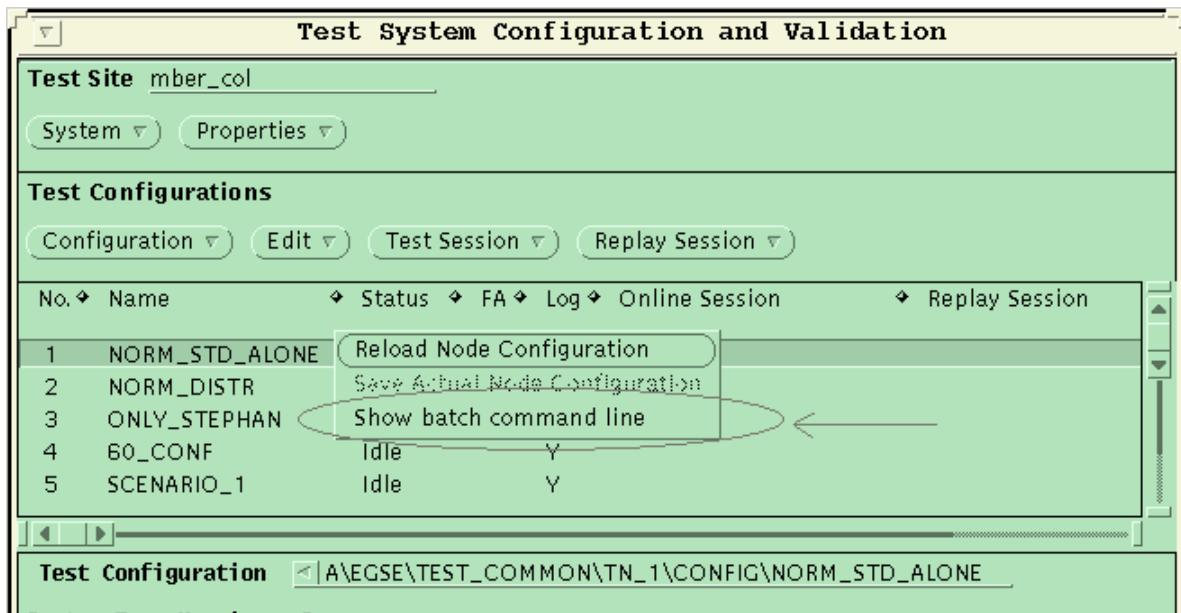 Test System Configuration and Validation
Test Site mber_col
System Properties
Test Configurations
Configuration Edit Test Session Replay Session
No. Name Status FA Log Online Session Replay Session
1 NORM_STD_ALONE Reload Node Configuration
2 NORM_DISTR Save Actual Node Configuration
3 ONLY_STEPHAN Show batch command line
4 60_CONF Idle Y
5 SCENARIO_1 Idle Y
Test Configuration A\EGSE\TEST_COMMON\TN_1\CONFIG\NORM_STD_ALONE